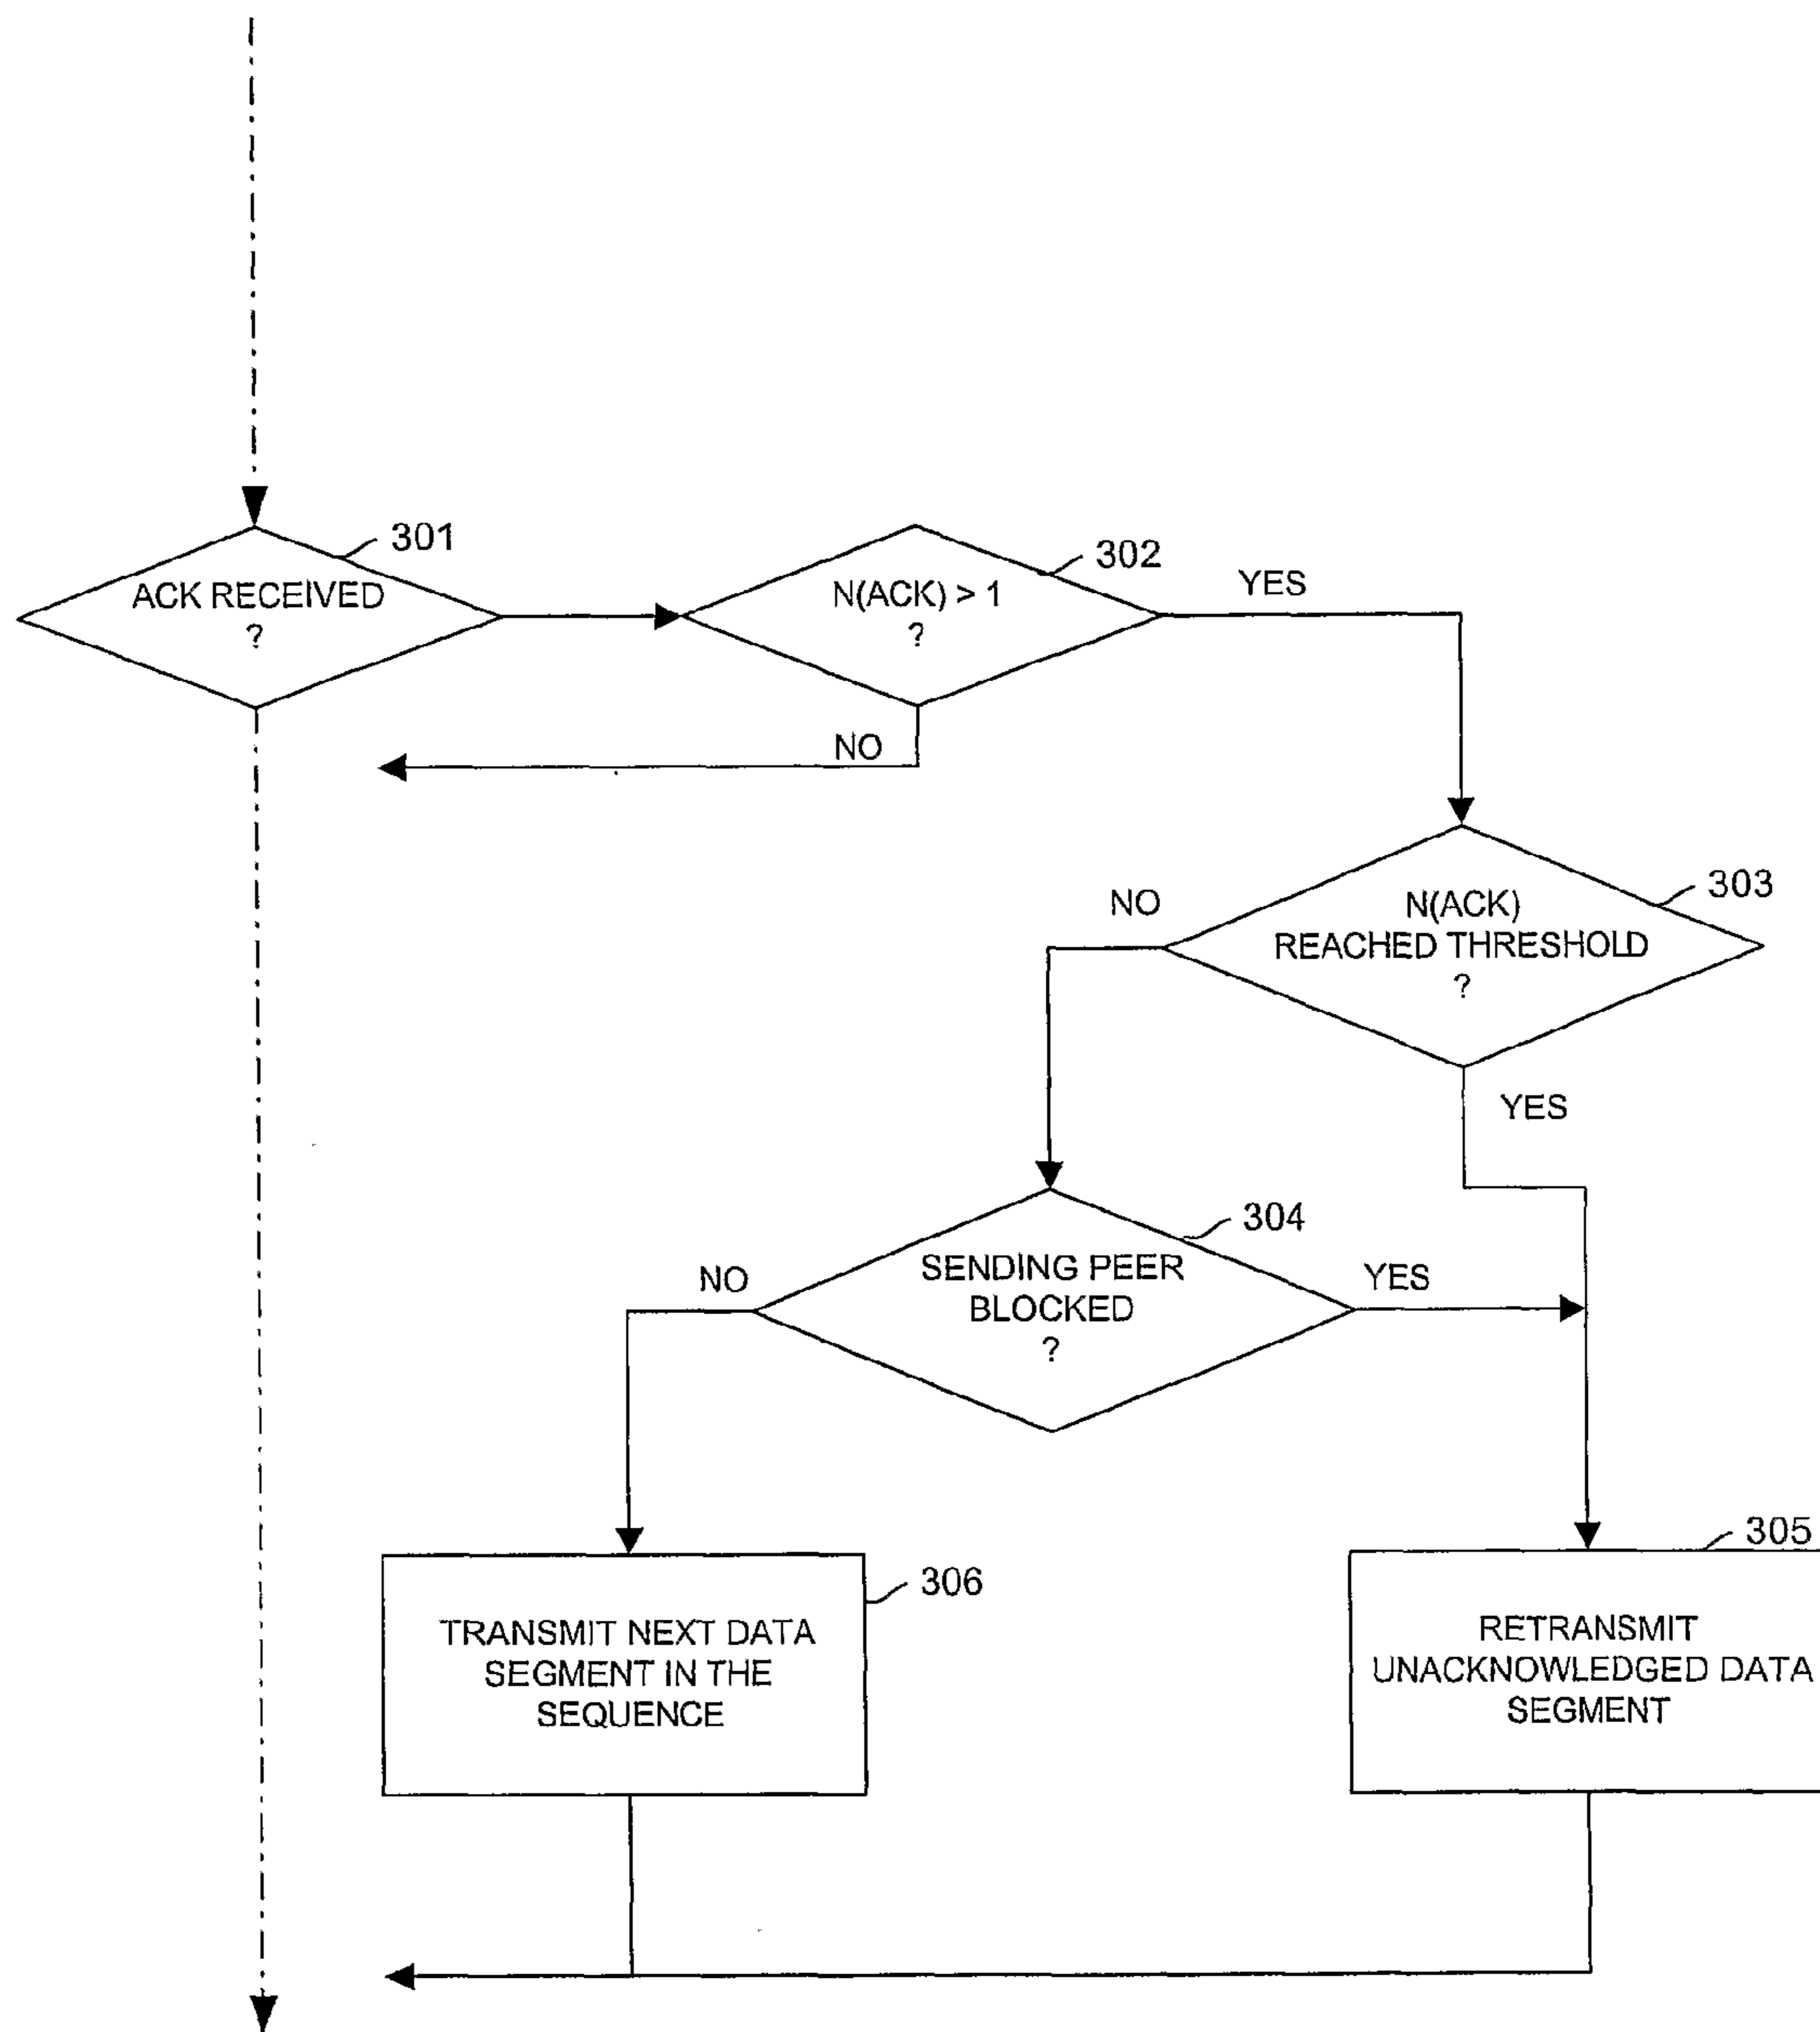 301
ACK RECEIVED
?
302
N(ACK) > 1
?
YES
NO
303
N(ACK)
REACHED THRESHOLD
?
NO
YES
304
SENDING PEER
BLOCKED
?
NO
YES
305
RETRANSMIT
UNACKNOWLEDGED DATA
SEGMENT
306
TRANSMIT NEXT DATA
SEGMENT IN THE
SEQUENCE